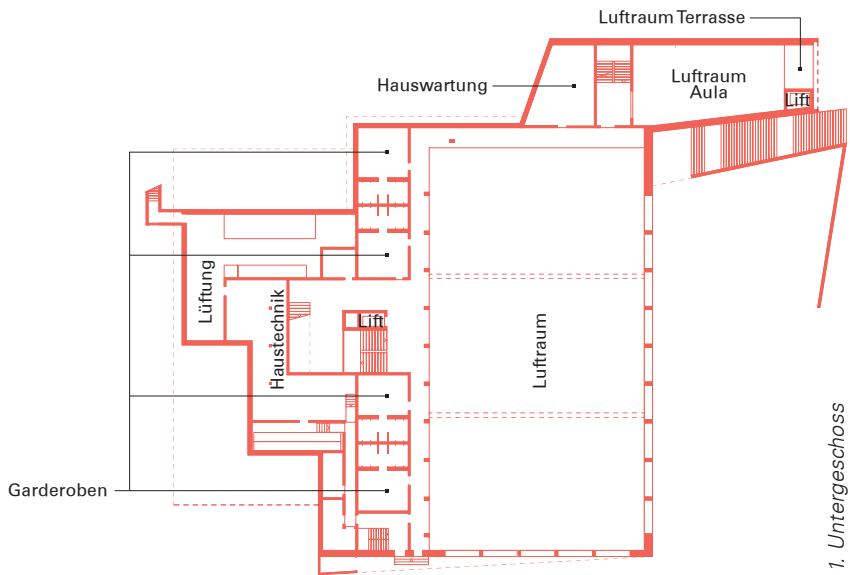 Luftraum Terrasse
Hauswartung
Luftraum
Aula
Lift
Lüftung
Haustechnik
Lift
Luftraum
Garderoben
1. Untergeschoss